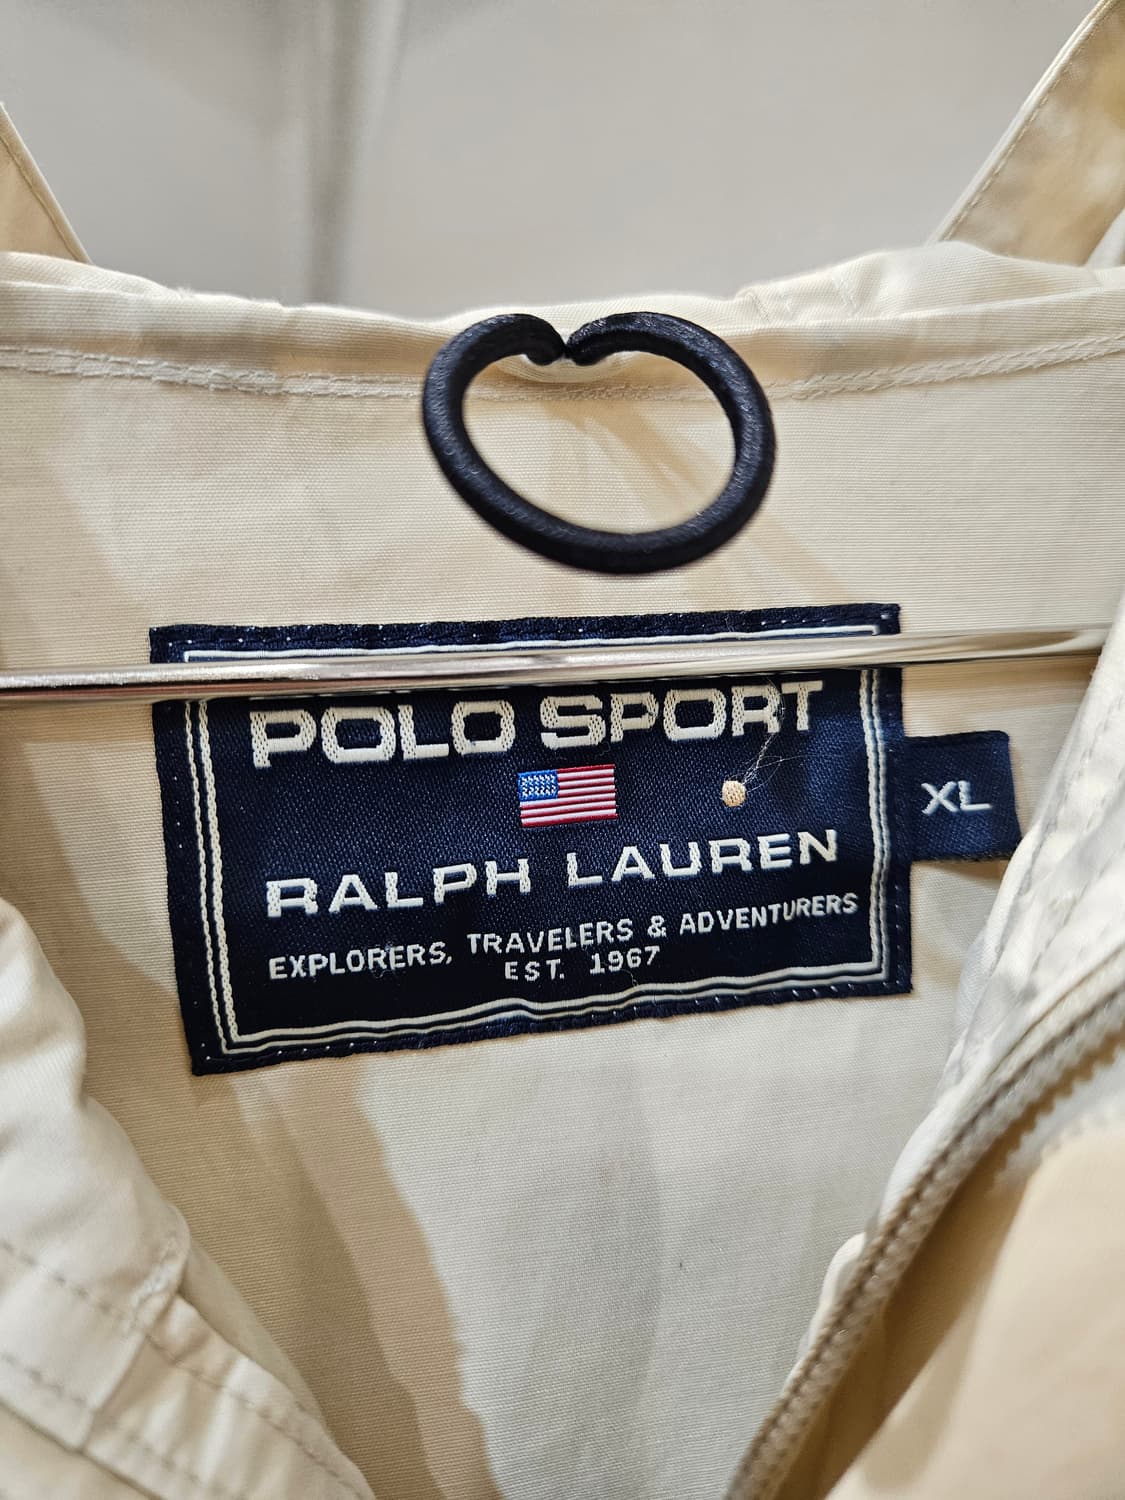 POLO SPORT
RALPH LAUREN
EXPLORERS, TRAVELERS & ADVENTURERS
EST. 1967
XL